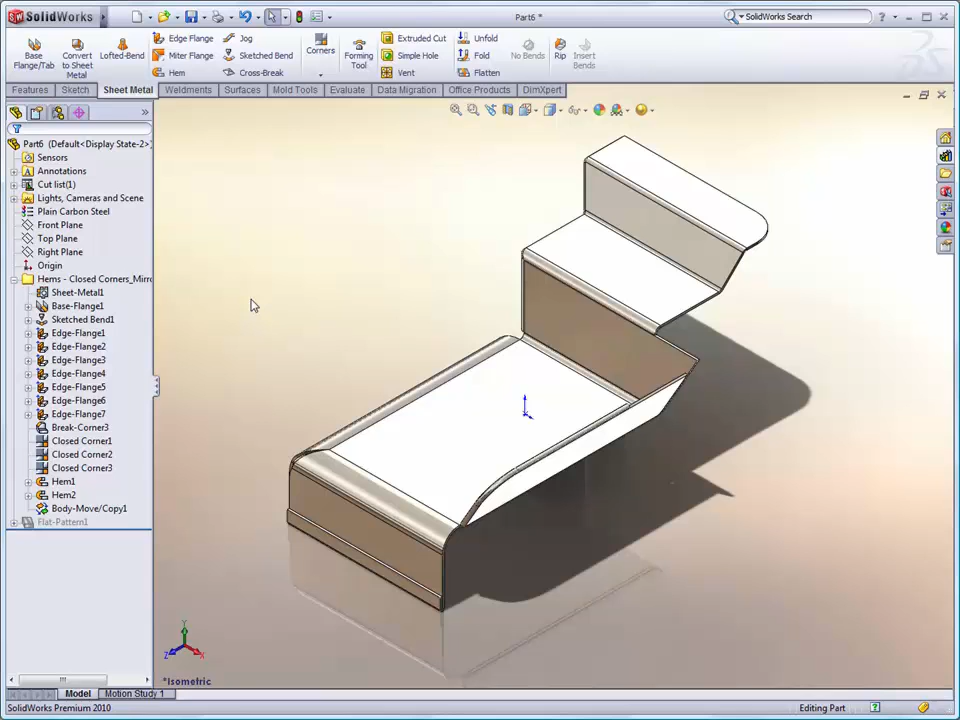 SolidWorks
Part6 *
SolidWorks Search
?
Base Flange/Tab
Convert to Sheet Metal
Lofted-Bend
Edge Flange
Miter Flange
Hem
Jog
Sketched Bend
Cross-Break
Corners
Forming Tool
Extruded Cut
Simple Hole
Vent
Unfold
Fold
Flatten
No Bends
Rip
Insert Bends
Features
Sketch
Sheet Metal
Weldments
Surfaces
Mold Tools
Evaluate
Data Migration
Office Products
DimXpert
Part6 (Default<Display State-2>
Sensors
Annotations
Cut list(1)
Lights, Cameras and Scene
Plain Carbon Steel
Front Plane
Top Plane
Right Plane
Origin
Hems - Closed Corners_Mirro
Sheet-Metal1
Base-Flange1
Sketched Bend1
Edge-Flange1
Edge-Flange2
Edge-Flange3
Edge-Flange4
Edge-Flange5
Edge-Flange6
Edge-Flange7
Break-Corner3
Closed Corner1
Closed Corner2
Closed Corner3
Hem1
Hem2
Body-Move/Copy1
Flat-Pattern1
Y
Z
X
*Isometric
Model
Motion Study 1
SolidWorks Premium 2010
Editing Part
?